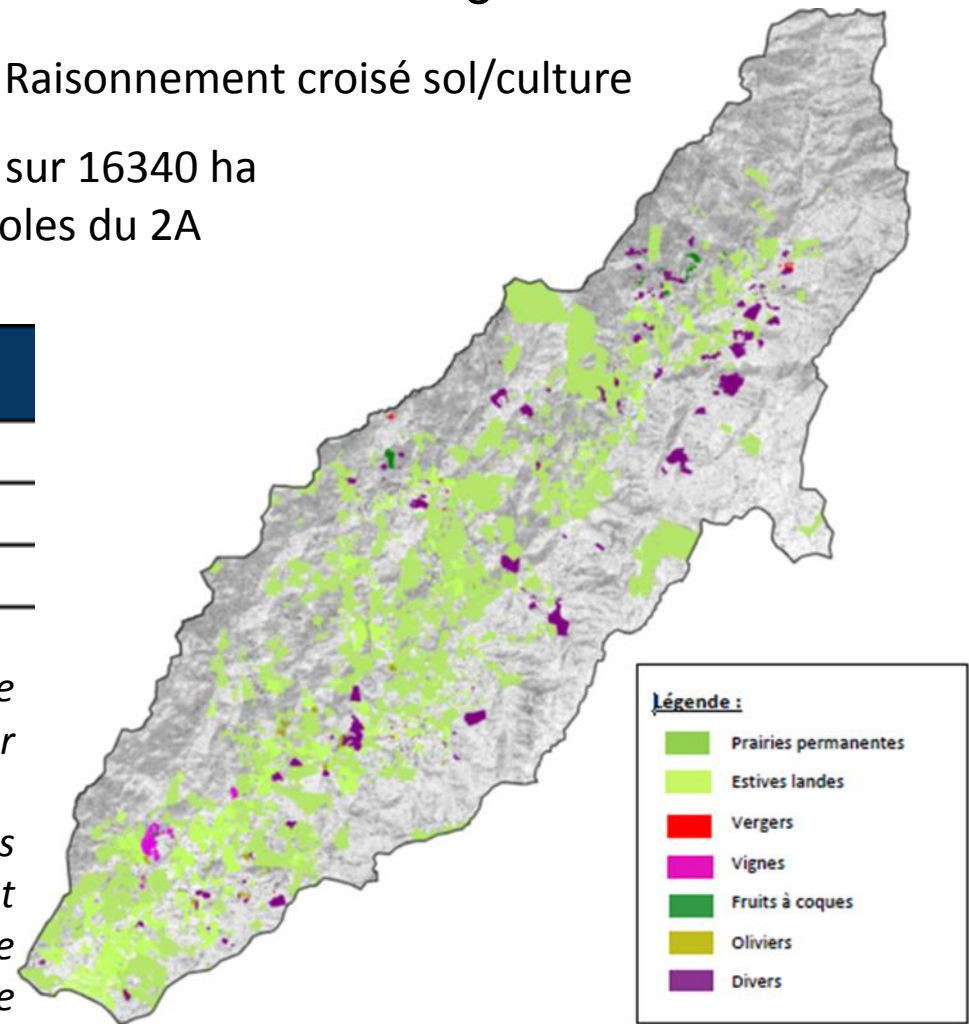 g
Raisonnement croisé sol/culture
sur 16340 ha
oles du 2A
e
r
s
t
e
e
Légende :
Prairies permanentes
Estives landes
Vergers
Vignes
Fruits à coques
Oliviers
Divers